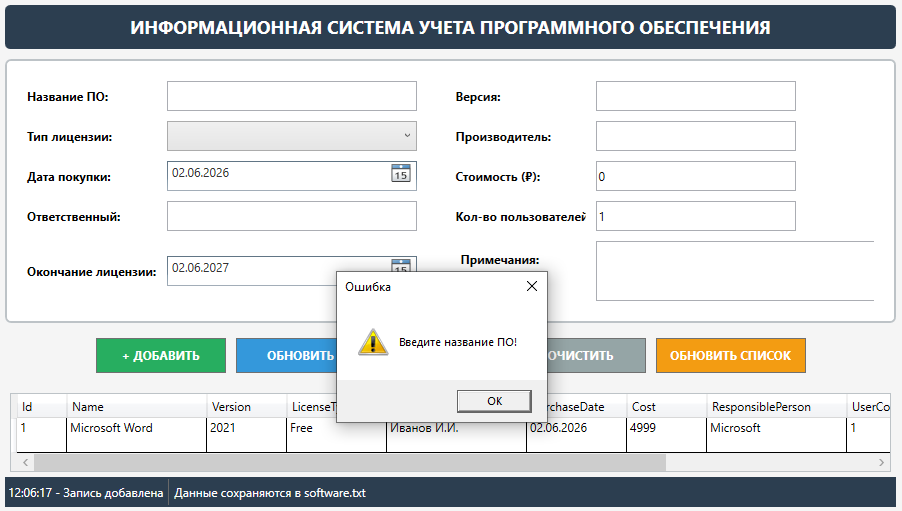 ИНФОРМАЦИОННАЯ СИСТЕМА УЧЕТА ПРОГРАММНОГО ОБЕСПЕЧЕНИЯ
Название ПО:
Версия:
Тип лицензии:
Производитель:
Дата покупки: 02.06.2026 15
Стоимость (₽): 0
Ответственный:
Кол-во пользователей 1
Окончание лицензии: 02.06.2027 15
Примечания:
Ошибка
Введите название ПО!
OK
+ ДОБАВИТЬ
ОБНОВИТЬ
ОЧИСТИТЬ
ОБНОВИТЬ СПИСОК
Id Name Version LicenseT urchaseDate Cost ResponsiblePerson UserCo
1 Microsoft Word 2021 Free Иванов И.И. 02.06.2026 4999 Microsoft 1
12:06:17 - Запись добавлена Данные сохраняются в software.txt